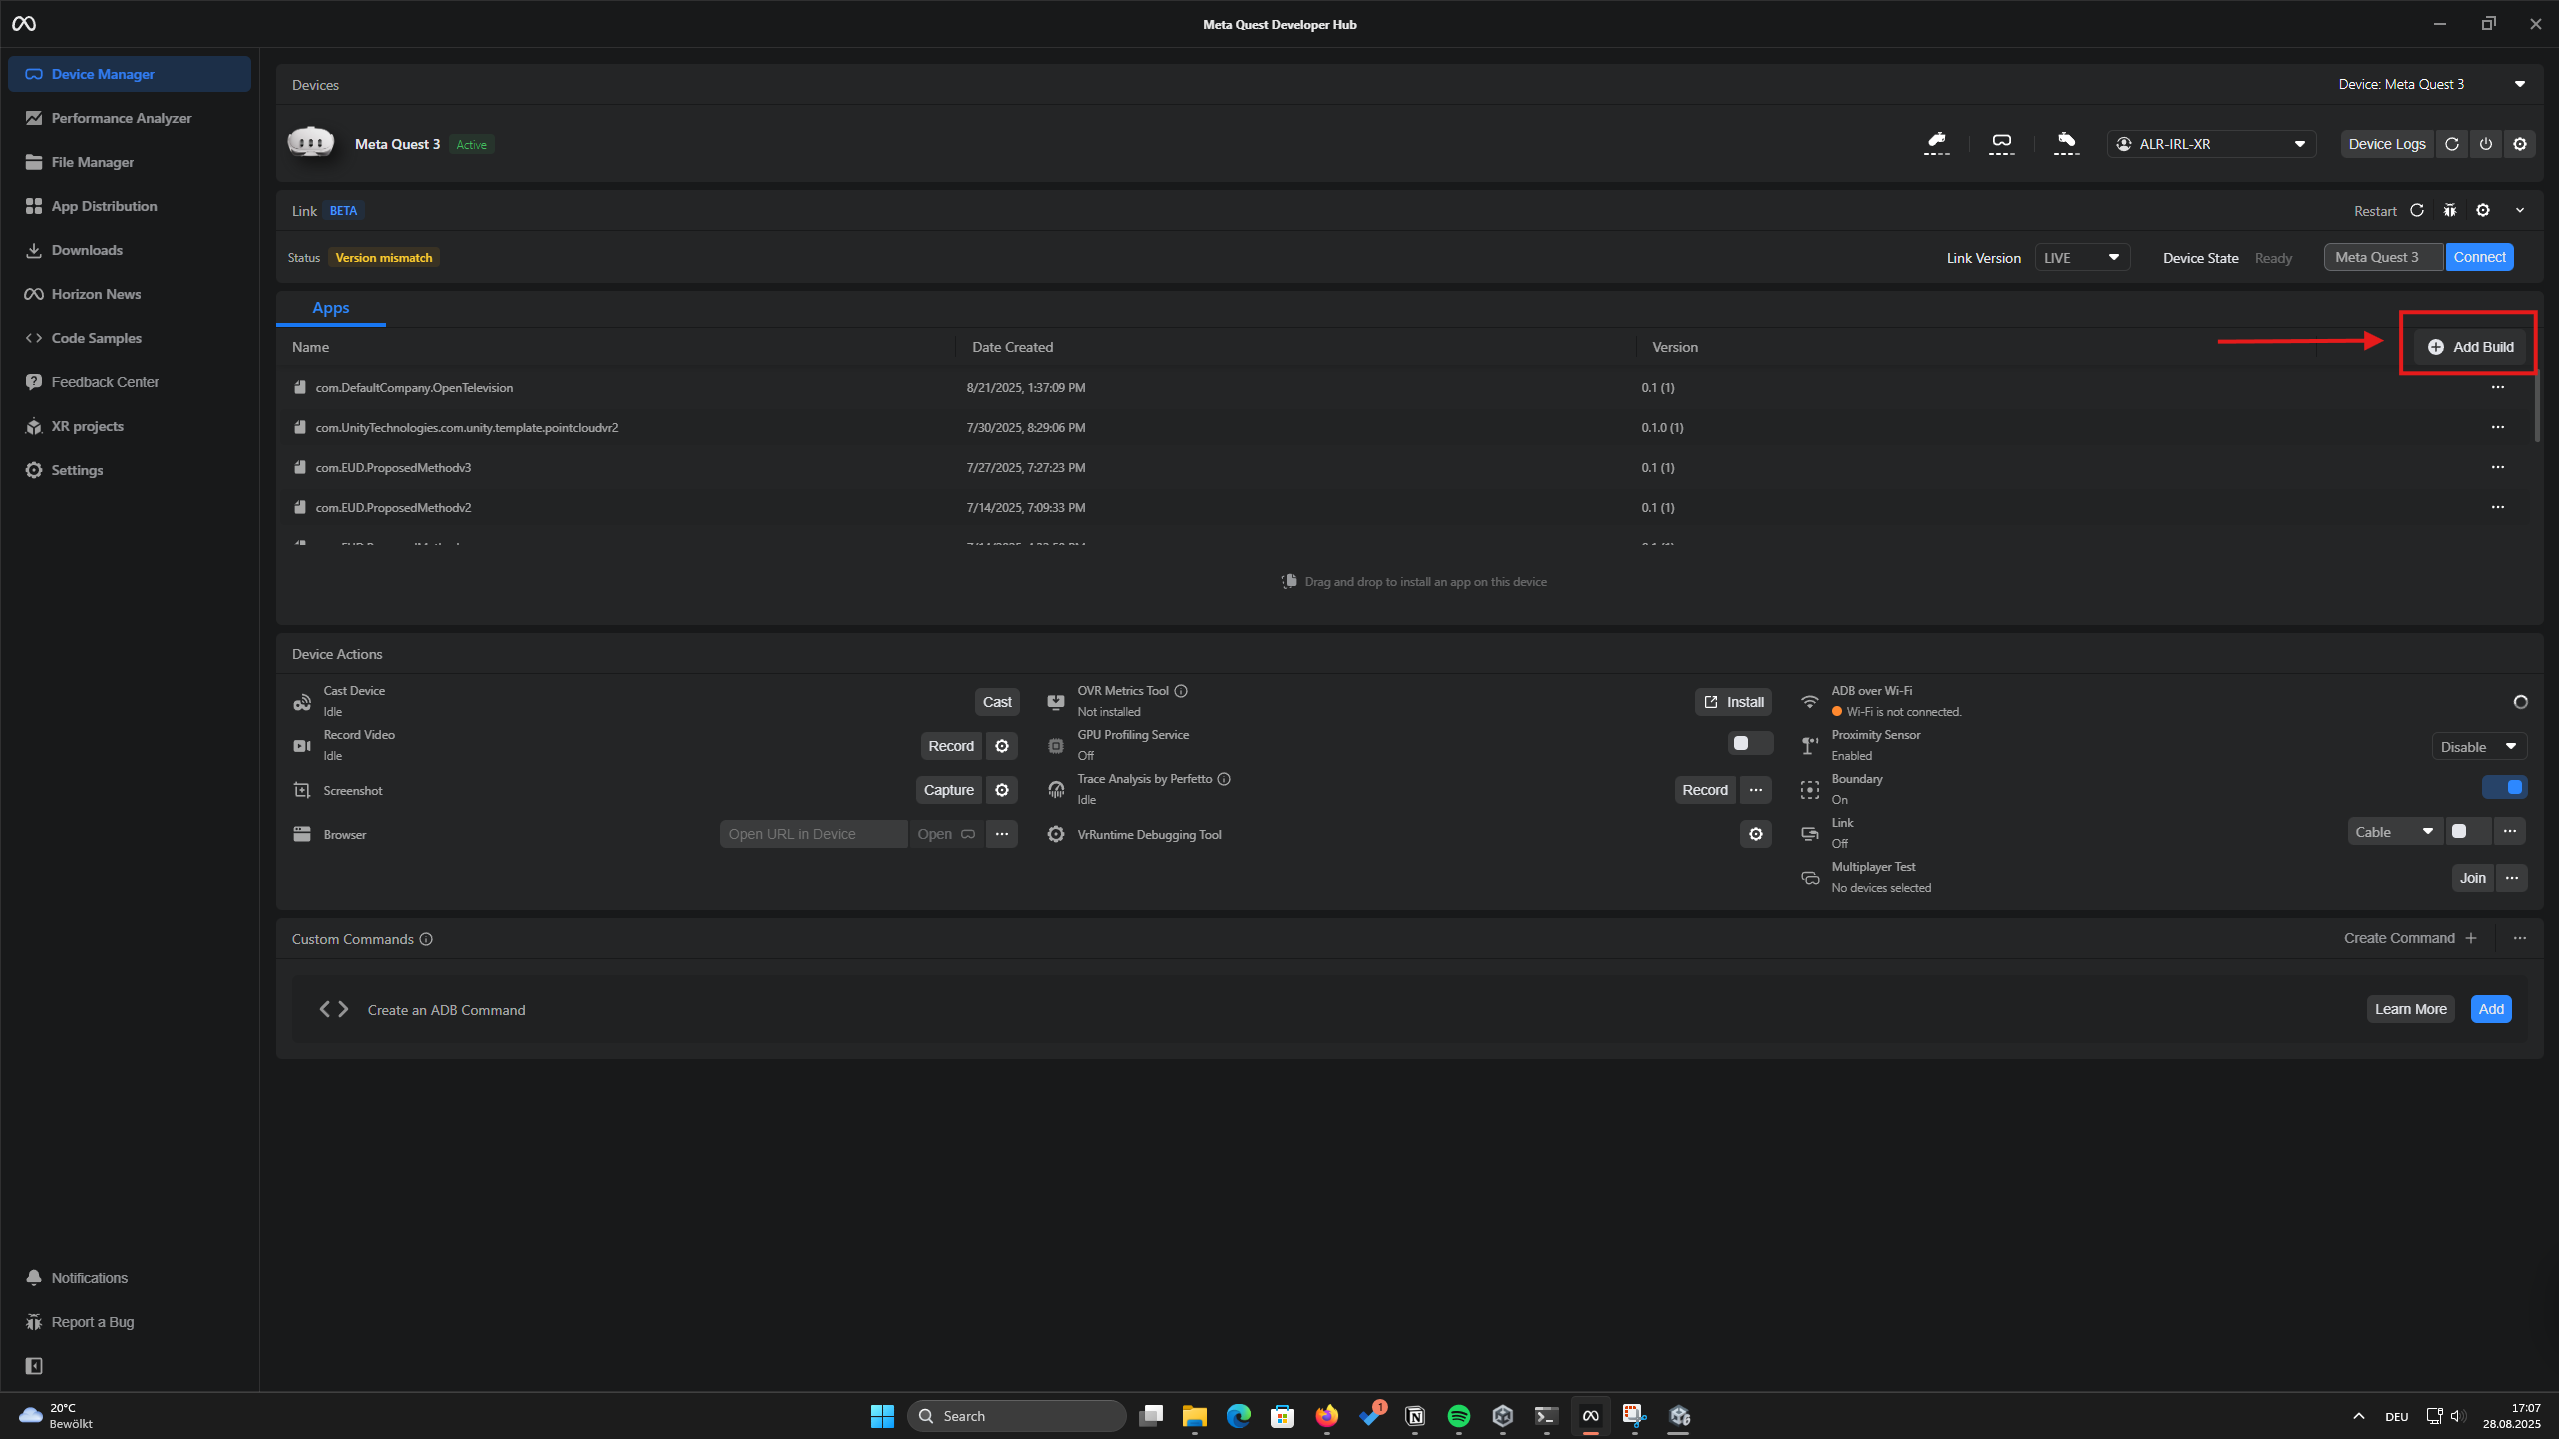 Meta Quest Developer Hub
Device Manager
Performance Analyzer
File Manager
App Distribution
Downloads
Horizon News
Code Samples
Feedback Center
XR projects
Settings
Notifications
Report a Bug
Devices
Device: Meta Quest 3
Meta Quest 3 Active
ALR-IRL-XR
Device Logs
Link BETA
Restart
Status Version mismatch
Link Version LIVE
Device State Ready
Meta Quest 3 Connect
Apps
Name Date Created Version
Add Build
com.DefaultCompany.OpenTelevision 8/21/2025, 1:37:09 PM 0.1 (1)
com.UnityTechnologies.com.unity.template.pointcloudvr2 7/30/2025, 8:29:06 PM 0.1.0 (1)
com.EUD.ProposedMethodv3 7/27/2025, 7:27:23 PM 0.1 (1)
com.EUD.ProposedMethodv2 7/14/2025, 7:09:33 PM 0.1 (1)
Drag and drop to install an app on this device
Device Actions
Cast Device
Idle
Cast
Record Video
Idle
Record
Screenshot
Capture
Browser
Open URL in Device
Open
OVR Metrics Tool
Not installed
Install
GPU Profiling Service
Off
Trace Analysis by Perfetto
Idle
Record
VrRuntime Debugging Tool
ADB over Wi-Fi
Wi-Fi is not connected.
Proximity Sensor
Enabled
Disable
Boundary
On
Link
Off
Cable
Multiplayer Test
No devices selected
Join
Custom Commands
Create Command
Create an ADB Command
Learn More
Add
20°C
Bewölkt
Search
1
DEU
17:07
28.08.2025